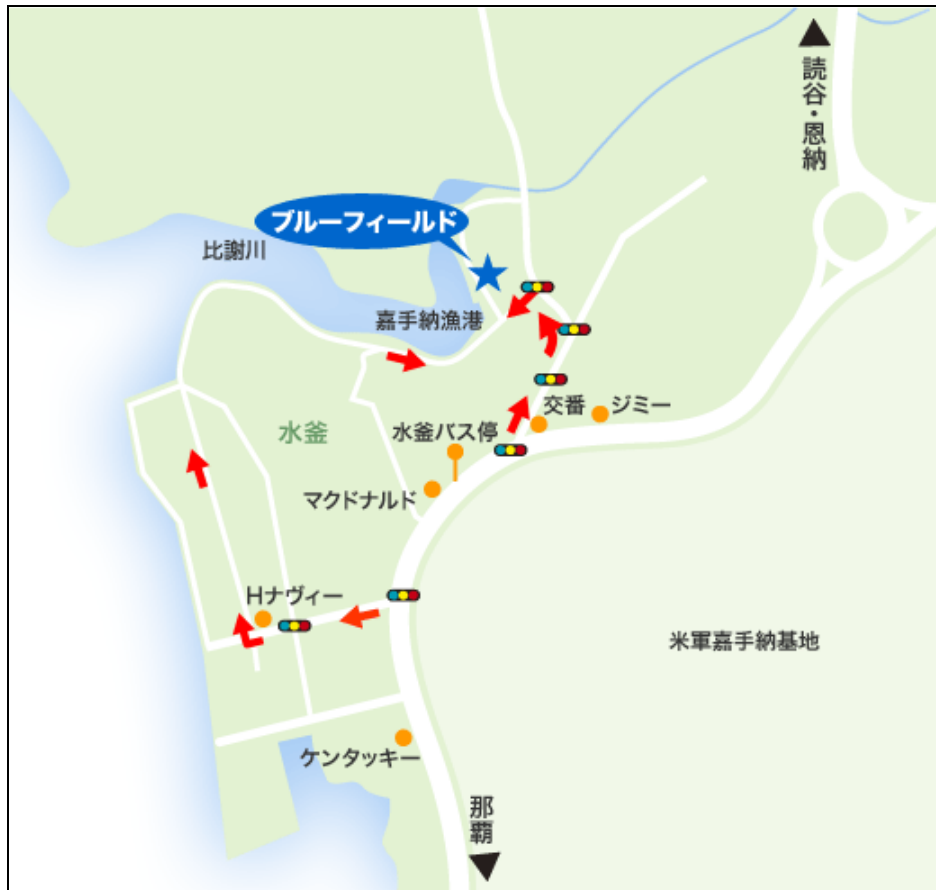 読谷・恩納
ブルーフィールド
比謝川
嘉手納漁港
交番
ジミー
水釜
水釜バス停
マクドナルド
Hナヴィー
米軍嘉手納基地
ケンタッキー
那覇